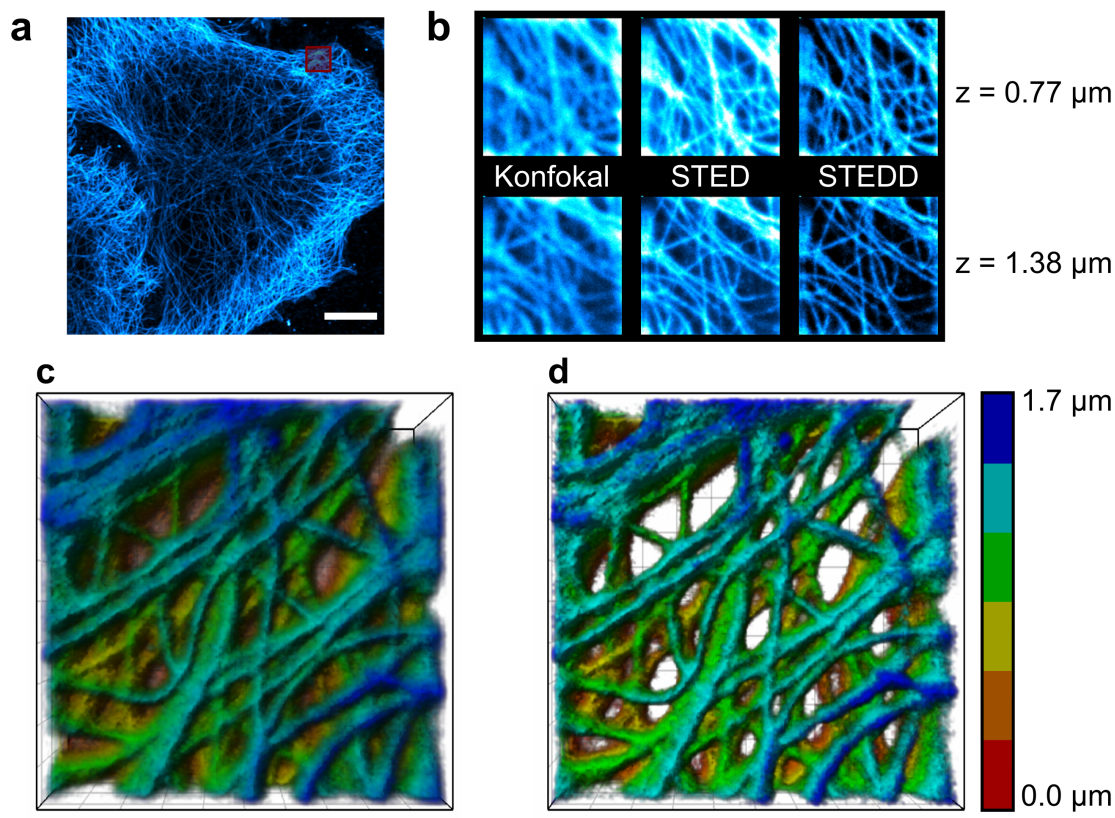 a
b
Konfokal STED STEDD
z = 0.77 µm
z = 1.38 µm
c
d
1.7 µm
0.0 µm